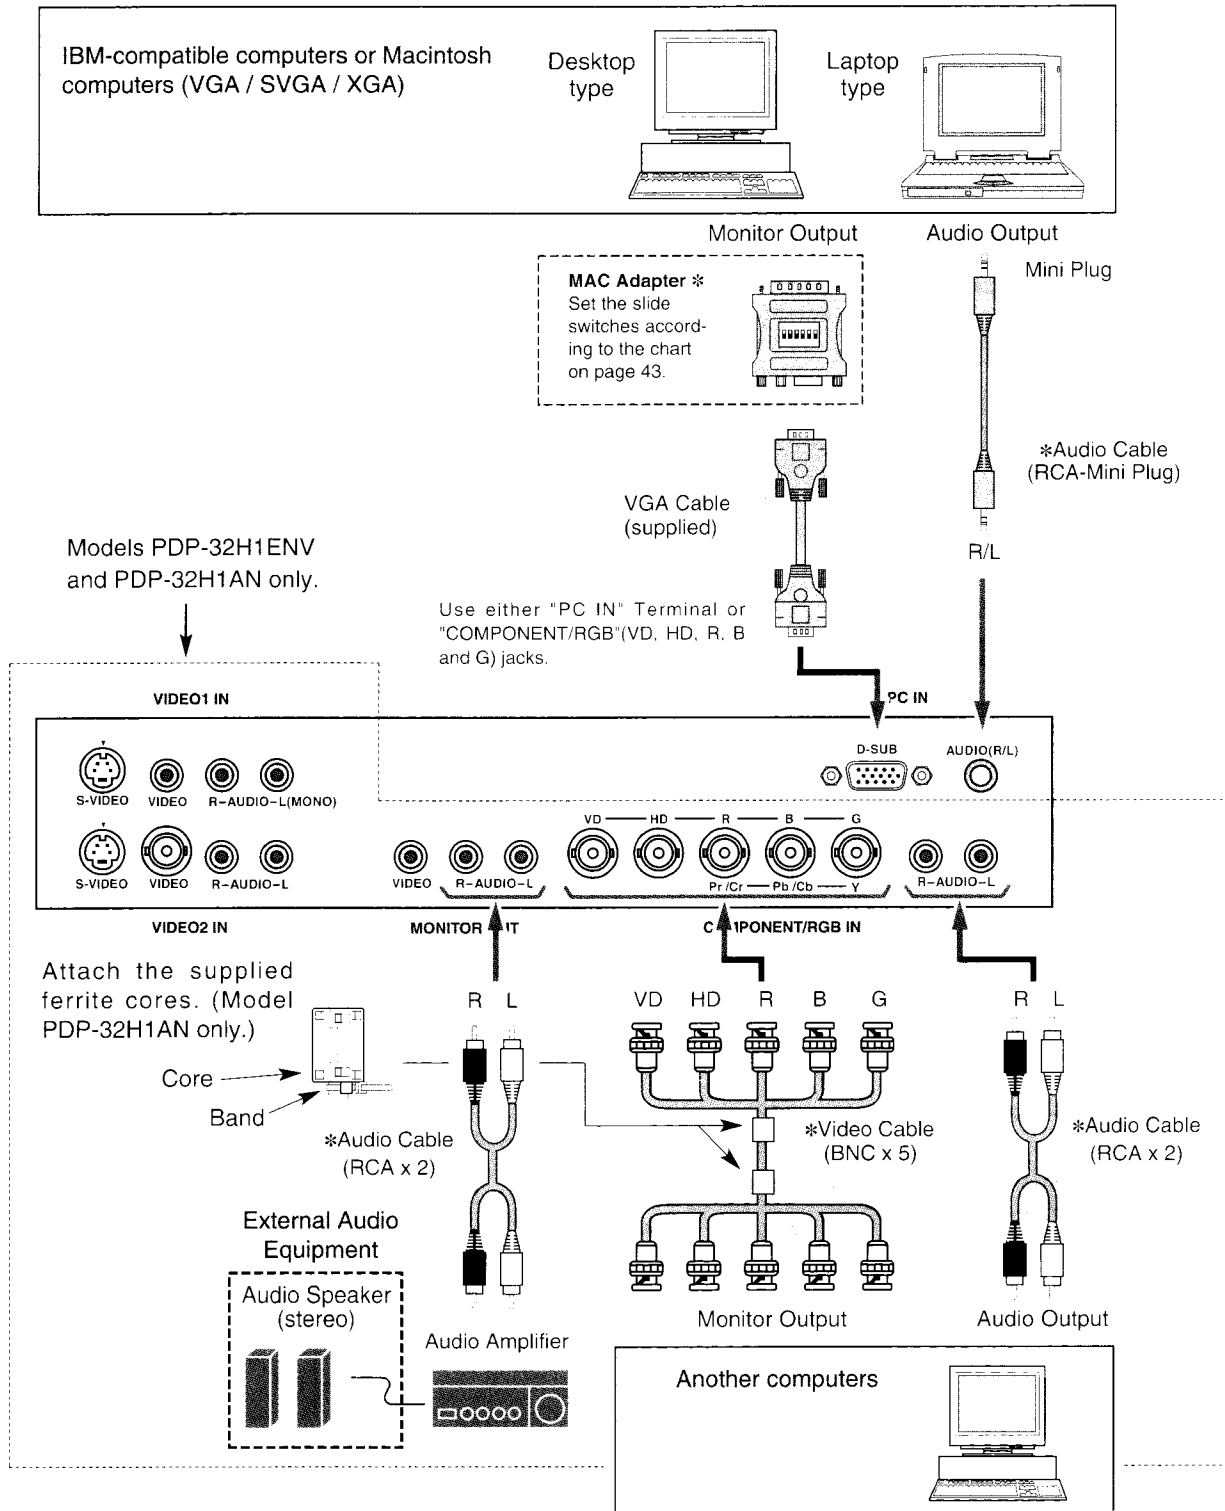 IBM-compatible computers or Macintosh
computers (VGA / SVGA / XGA)
Desktop
type
Laptop
type
Monitor Output
Audio Output
MAC Adapter ✻
Set the slide
switches accord-
ing to the chart
on page 43.
Mini Plug
✻Audio Cable
(RCA-Mini Plug)
VGA Cable
(supplied)
R/L
Models PDP-32H1ENV
and PDP-32H1AN only.
Use either "PC IN" Terminal or
"COMPONENT/RGB"(VD, HD, R, B
and G) jacks.
VIDEO1 IN
PC IN
D-SUB
AUDIO(R/L)
S-VIDEO VIDEO R-AUDIO-L(MONO)
VD HD R B G
S-VIDEO VIDEO R-AUDIO-L
VIDEO R-AUDIO-L
Pr/Cr Pb/Cb Y
R-AUDIO-L
VIDEO2 IN
MONITOR
COMPONENT/RGB IN
Attach the supplied
ferrite cores. (Model
PDP-32H1AN only.)
R L
VD HD R B G
R L
Core
Band
✻Audio Cable
(RCA x 2)
✻Video Cable
(BNC x 5)
✻Audio Cable
(RCA x 2)
External Audio
Equipment
Audio Speaker
(stereo)
Audio Amplifier
Monitor Output
Audio Output
Another computers